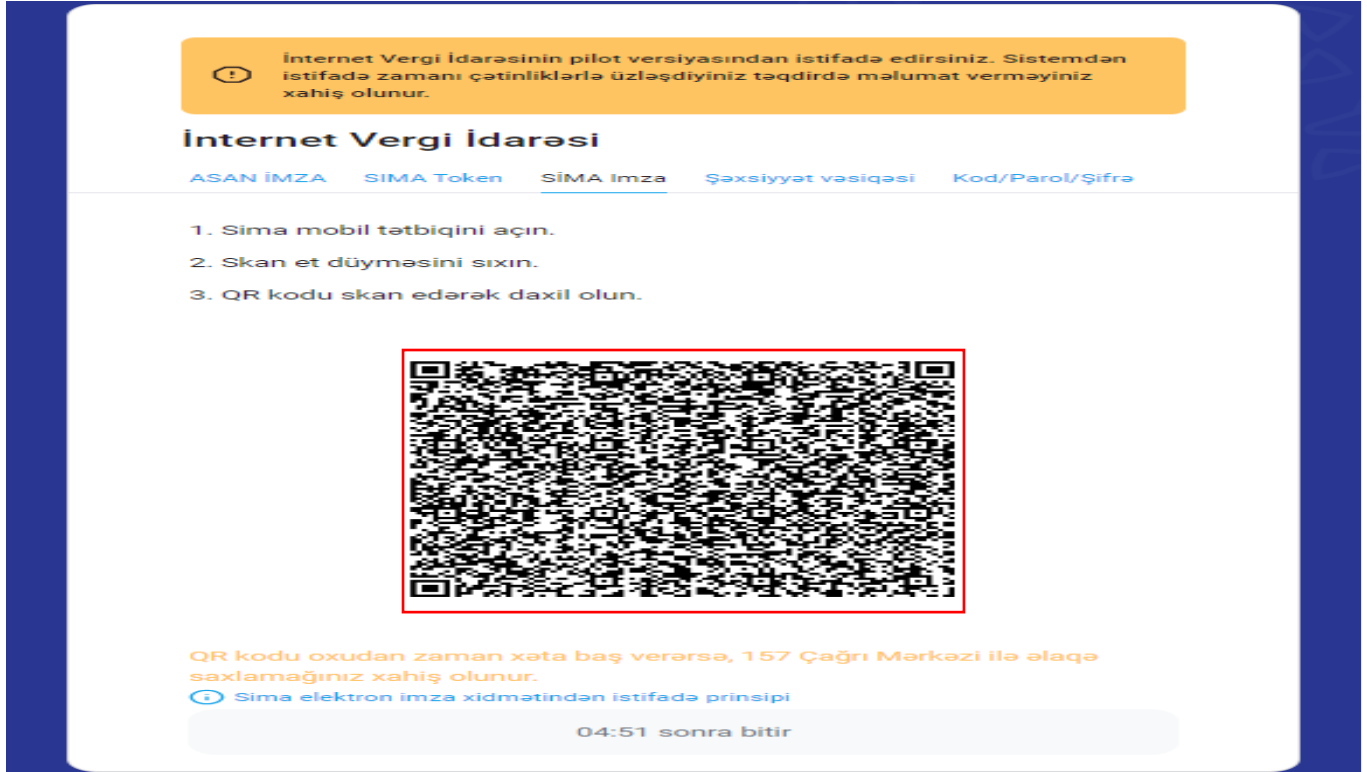 İnternet Vergi İdarəsinin pilot versiyasından istifadə edirsiniz. Sistemdən
istifadə zamanı çətinliklərlə üzləşdiyiniz təqdirdə məlumat verməyiniz
xahiş olunur.
İnternet Vergi İdarəsi
ASAN İMZA SIMA Token SİMA Imza Şəxsiyyət vəsiqəsi Kod/Parol/Şifrə
1. Sima mobil tətbiqini açın.
2. Skan et düyməsini sıxın.
3. QR kodu skan edərək daxil olun.
QR kodu oxudan zaman xəta baş verərsə, 157 Çağrı Mərkəzi ilə əlaqə
saxlamağınız xahiş olunur.
Sima elektron imza xidmətindən istifadə prinsipi
04:51 sonra bitir